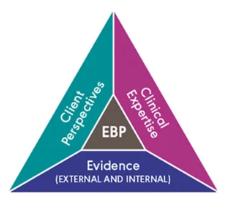 Client
Perspectives
Clinical
Expertise
EBP
Evidence
(EXTERNAL AND INTERNAL)